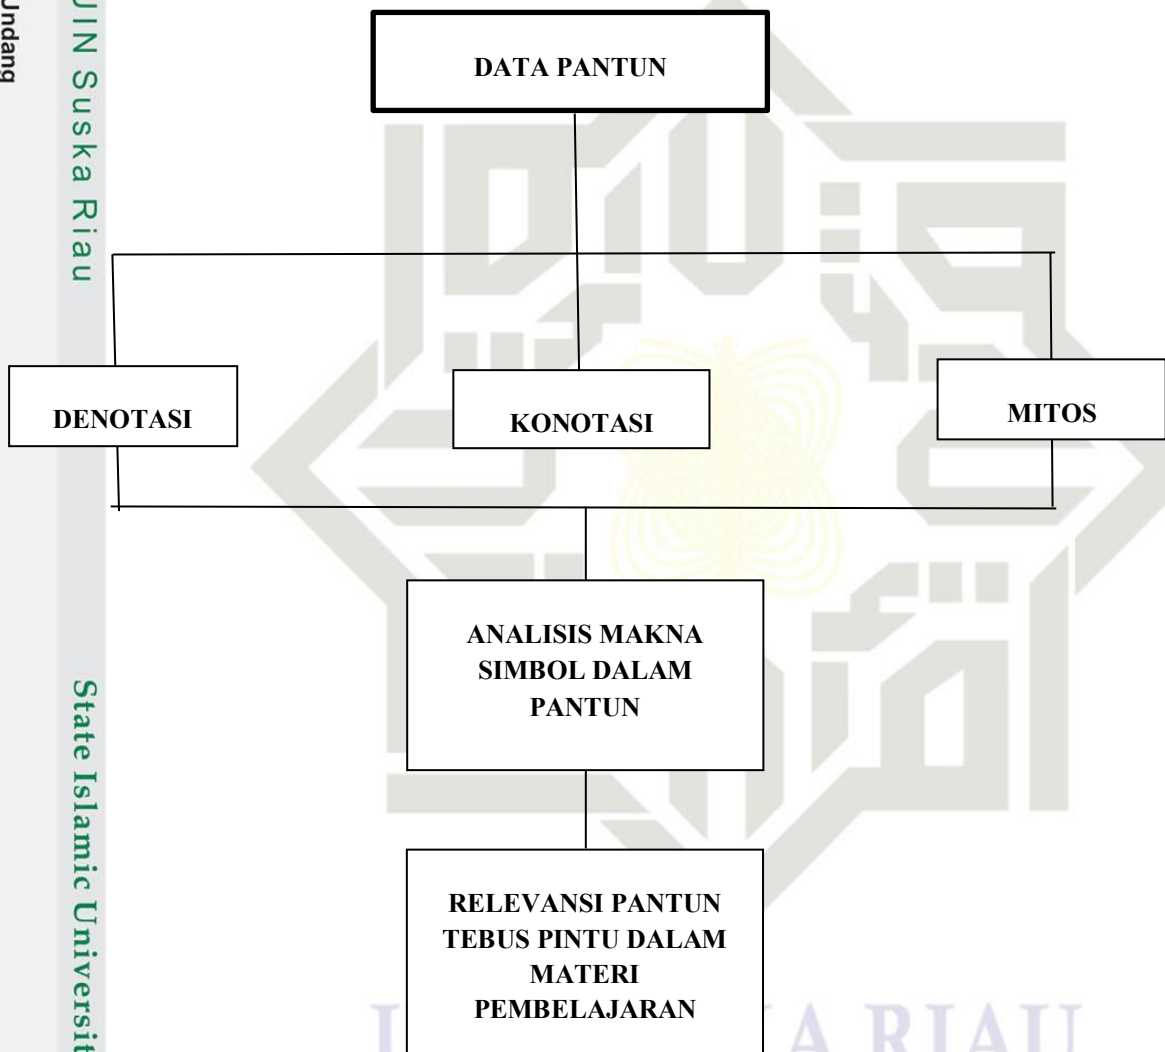 DATA PANTUN
DENOTASI
KONOTASI
MITOS
ANALISIS MAKNA
SIMBOL DALAM
PANTUN
RELEVANSI PANTUN
TEBUS PINTU DALAM
MATERI
PEMBELAJARAN
Undang
UIN Suska Riau
State Islamic Universit
A RIAU